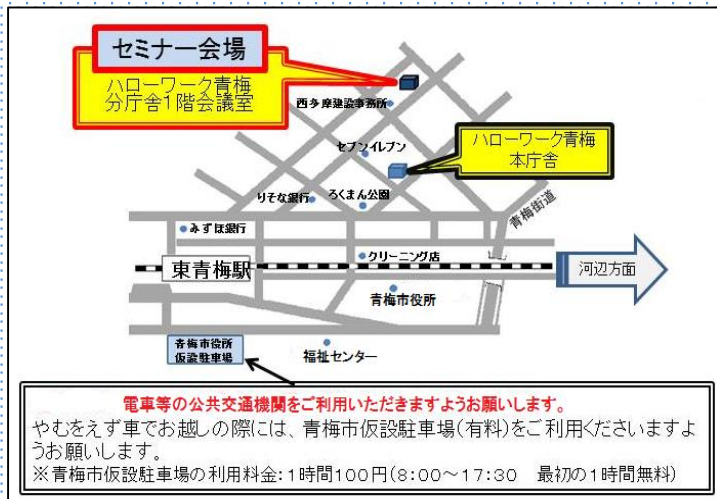 セミナー会場
ハローワーク青梅
分庁舎1階会議室
西多摩建設事務所
セブンイレブン
ハローワーク青梅
本庁舎
りそな銀行
ろくまん公園
青梅街道
みずほ銀行
クリーニング店
東青梅駅
河辺方面
青梅市役所
青梅市役所
仮設駐車場
福祉センター
電車等の公共交通機関をご利用いただきますようお願いします。
やむをえず車でお越しの際には、青梅市仮設駐車場(有料)をご利用くださいますよ
うお願いします。
※青梅市仮設駐車場の利用料金:1時間100円(8:00～17:30 最初の1時間無料)